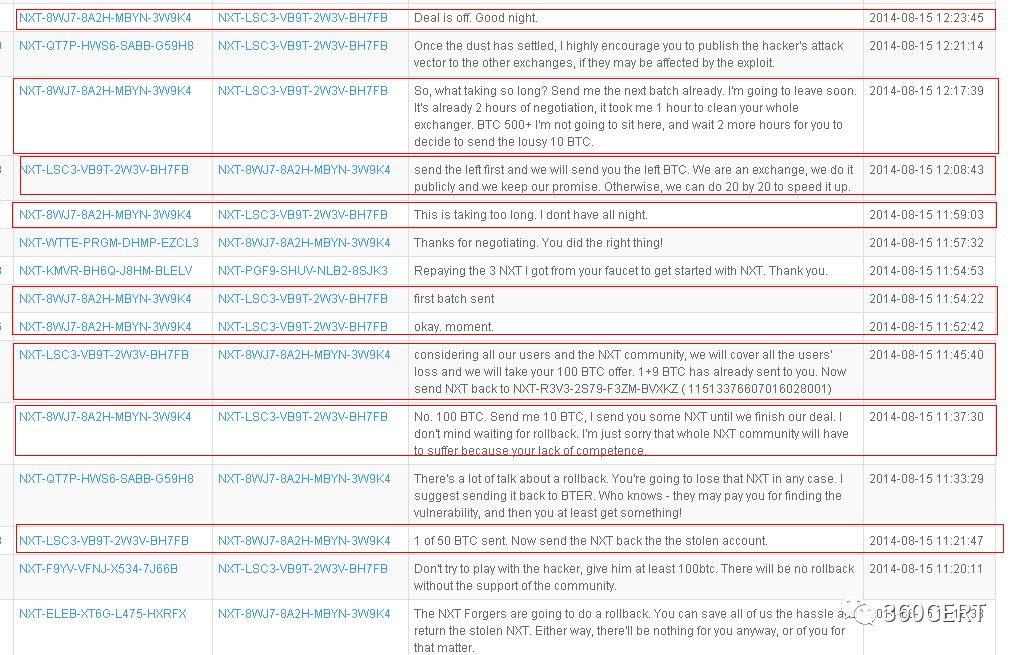 NXT-8WJ7-8A2H-MBYN-3W9K4 NXT-LSC3-VB9T-2W3V-BH7FB Deal is off. Good night. 2014-08-15 12:23:45
NXT-QT7P-HWS6-SABB-G59H8 NXT-LSC3-VB9T-2W3V-BH7FB Once the dust has settled, I highly encourage you to publish the hacker's attack 2014-08-15 12:21:14
vector to the other exchanges, if they may be affected by the exploit.
NXT-8WJ7-8A2H-MBYN-3W9K4 NXT-LSC3-VB9T-2W3V-BH7FB So, what taking so long? Send me the next batch already. I'm going to leave soon. 2014-08-15 12:17:39
It's already 2 hours of negotiation, it took me 1 hour to clean your whole
exchanger. BTC 500+ I'm not going to sit here, and wait 2 more hours for you to
decide to send the lousy 10 BTC.
NXT-LSC3-VB9T-2W3V-BH7FB NXT-8WJ7-8A2H-MBYN-3W9K4 send the left first and we will send you the left BTC. We are an exchange, we do it 2014-08-15 12:08:43
publicly and we keep our promise. Otherwise, we can do 20 by 20 to speed it up.
NXT-8WJ7-8A2H-MBYN-3W9K4 NXT-LSC3-VB9T-2W3V-BH7FB This is taking too long. I dont have all night. 2014-08-15 11:59:03
NXT-WTTE-PRGM-DHMP-EZCL3 NXT-8WJ7-8A2H-MBYN-3W9K4 Thanks for negotiating. You did the right thing! 2014-08-15 11:57:32
NXT-KMVR-BH6Q-J8HM-BLELV NXT-PGF9-SHUV-NLB2-8SJK3 Repaying the 3 NXT I got from your faucet to get started with NXT. Thank you. 2014-08-15 11:54:53
NXT-8WJ7-8A2H-MBYN-3W9K4 NXT-LSC3-VB9T-2W3V-BH7FB first batch sent 2014-08-15 11:54:22
NXT-8WJ7-8A2H-MBYN-3W9K4 NXT-LSC3-VB9T-2W3V-BH7FB okay. moment. 2014-08-15 11:52:42
NXT-LSC3-VB9T-2W3V-BH7FB NXT-8WJ7-8A2H-MBYN-3W9K4 considering all our users and the NXT community, we will cover all the users' 2014-08-15 11:45:40
loss and we will take your 100 BTC offer. 1+9 BTC has already sent to you. Now
send NXT back to NXT-R3V3-2S79-F3ZM-BVXKZ ( 11513376607016028001)
NXT-8WJ7-8A2H-MBYN-3W9K4 NXT-LSC3-VB9T-2W3V-BH7FB No. 100 BTC. Send me 10 BTC, I send you some NXT until we finish our deal. I 2014-08-15 11:37:30
don't mind waiting for rollback. I'm just sorry that whole NXT community will have
to suffer because your lack of competence.
NXT-QT7P-HWS6-SABB-G59H8 NXT-8WJ7-8A2H-MBYN-3W9K4 There's a lot of talk about a rollback. You're going to lose that NXT in any case. I 2014-08-15 11:33:29
suggest sending it back to BTER. Who knows - they may pay you for finding the
vulnerability, and then you at least get something!
NXT-LSC3-VB9T-2W3V-BH7FB NXT-8WJ7-8A2H-MBYN-3W9K4 1 of 50 BTC sent. Now send the NXT back the the stolen account. 2014-08-15 11:21:47
NXT-F9YV-VFNJ-X534-7J66B NXT-LSC3-VB9T-2W3V-BH7FB Don't try to play with the hacker, give him at least 100btc. There will be no rollback 2014-08-15 11:20:11
without the support of the community.
NXT-ELEB-XT6G-L475-HXRFX NXT-8WJ7-8A2H-MBYN-3W9K4 The NXT Forgers are going to do a rollback. You can save all of us the hassle
return the stolen NXT. Either way, there'll be nothing for you anyway, or of you for
that matter.
360CERT